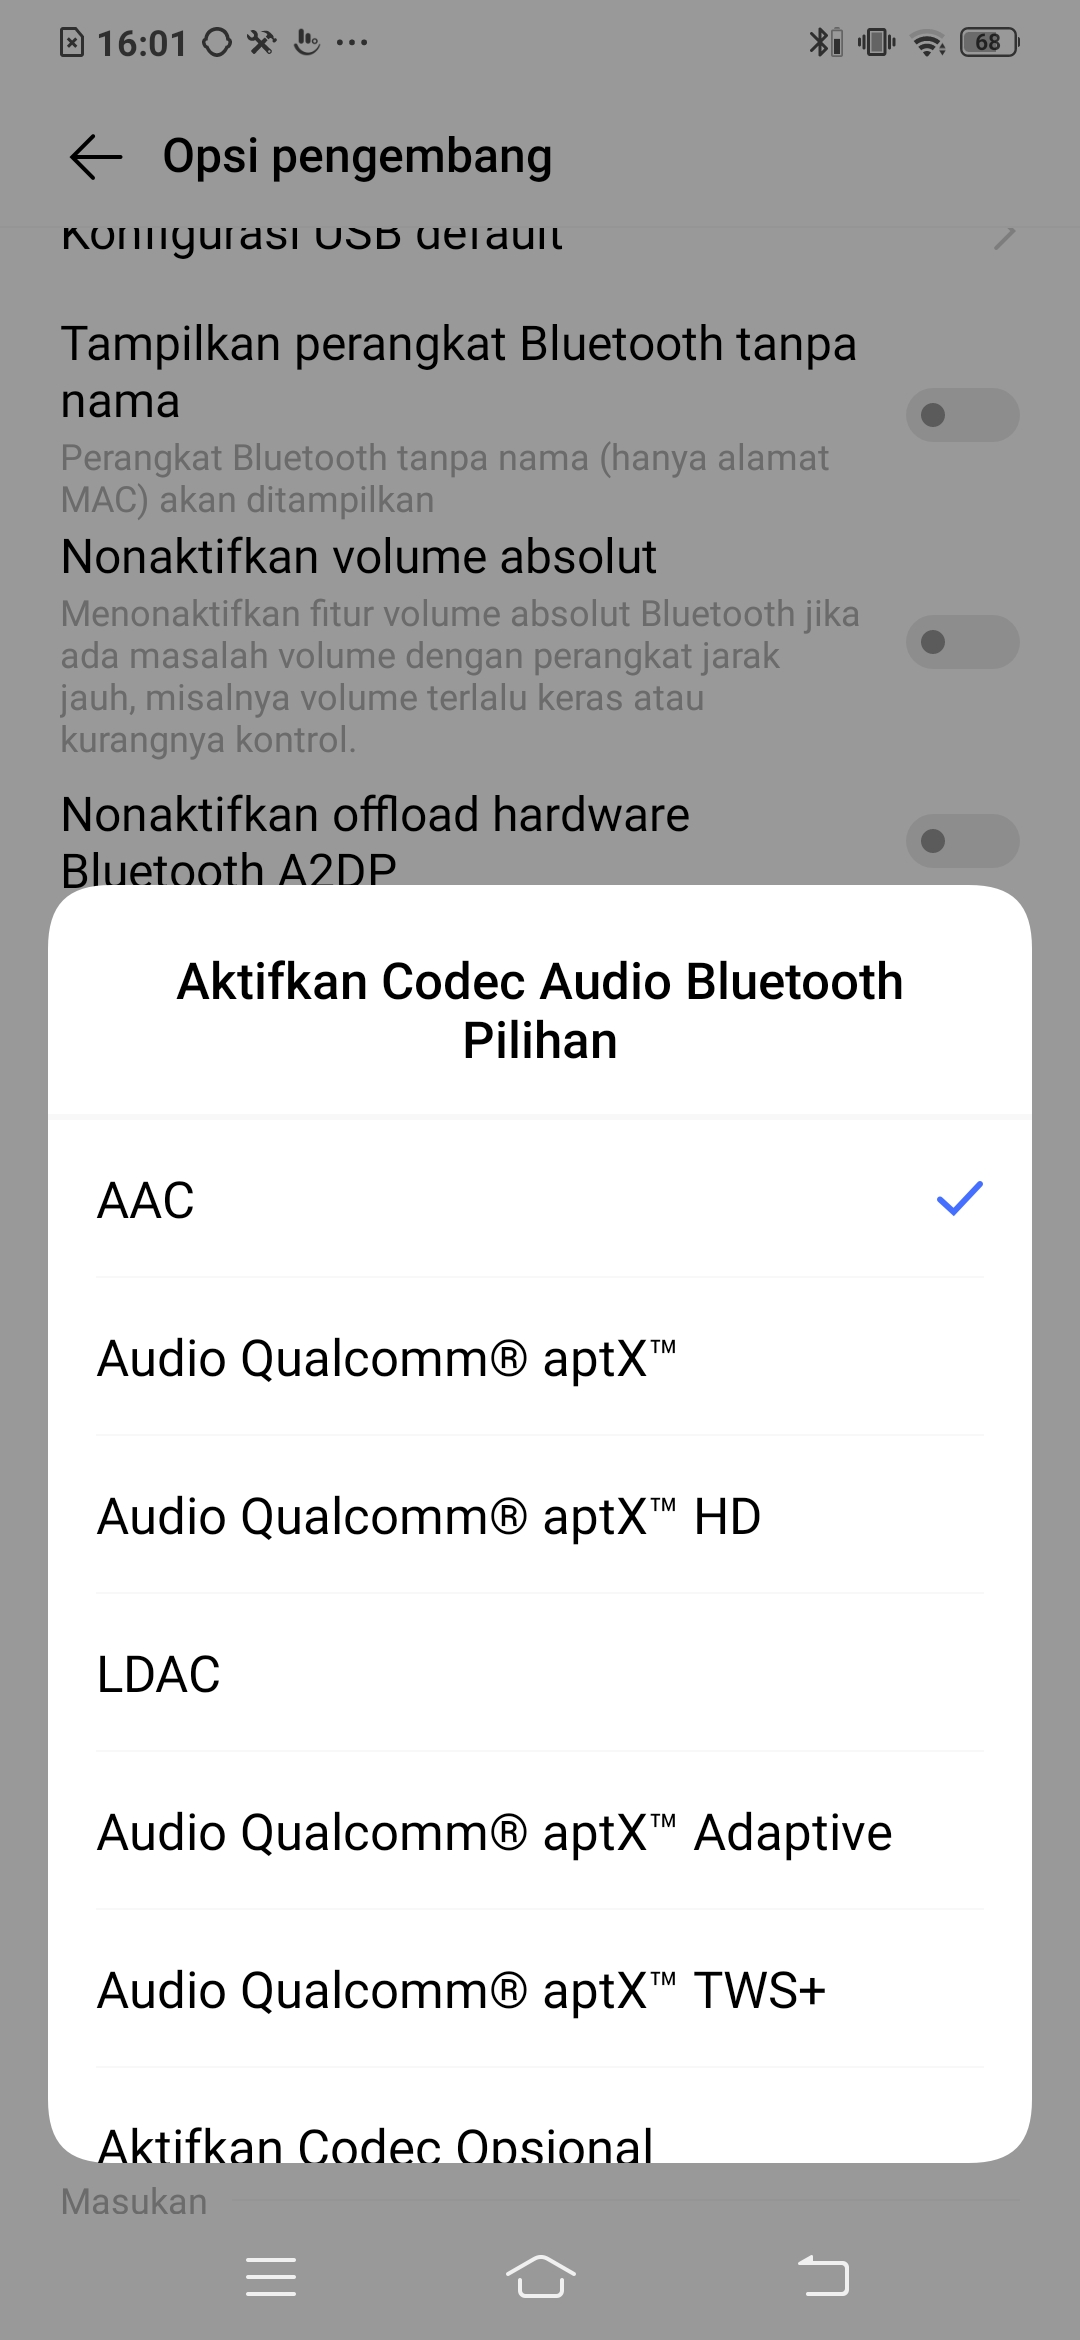 16:01
68
Opsi pengembang
Konfigurasi USB default
Tampilkan perangkat Bluetooth tanpa
nama
Perangkat Bluetooth tanpa nama (hanya alamat
MAC) akan ditampilkan
Nonaktifkan volume absolut
Menonaktifkan fitur volume absolut Bluetooth jika
ada masalah volume dengan perangkat jarak
jauh, misalnya volume terlalu keras atau
kurangnya kontrol.
Nonaktifkan offload hardware
Bluetooth A2DP
Aktifkan Codec Audio Bluetooth
Pilihan
AAC
Audio Qualcomm® aptX™
Audio Qualcomm® aptX™ HD
LDAC
Audio Qualcomm® aptX™ Adaptive
Audio Qualcomm® aptX™ TWS+
Aktifkan Codec Opsional
Masukan